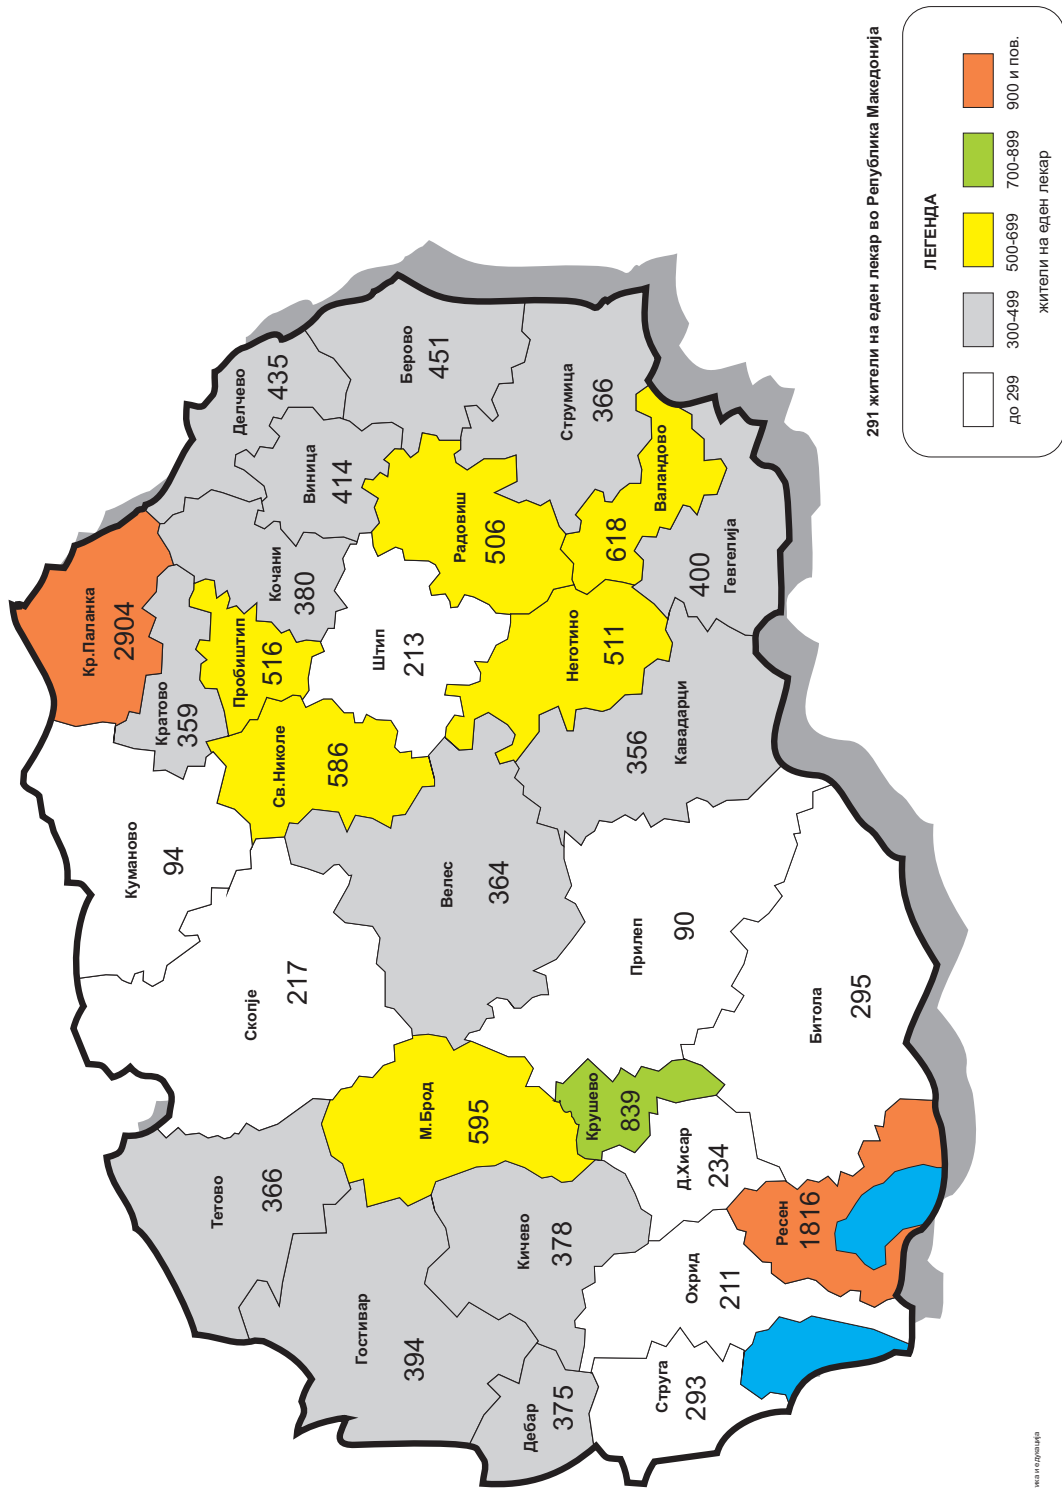 Кр.Паланка
2904
Куманово
94
Кратово
359
Делчево
435
Пробиштип
516
Кочани
380
Виница
414
Берово
451
Скопје
217
Св.Николе
586
Штип
213
Тетово
366
Велес
364
Радовиш
506
Струмица
366
Гостивар
394
М.Брод
595
Неготино
511
618
Валандово
Кичево
378
Крушево
839
Прилеп
90
356
Кавадарци
400
Гевгелија
Дебар
375
Д.Хисар
234
Струга
293
Охрид
211
Ресен
1816
Битола
295
291 жители на еден лекар во Република Македонија
ЛЕГЕНДА
до 299
300-499
500-699
700-899
900 и пов.
жители на еден лекар
ика и едукација